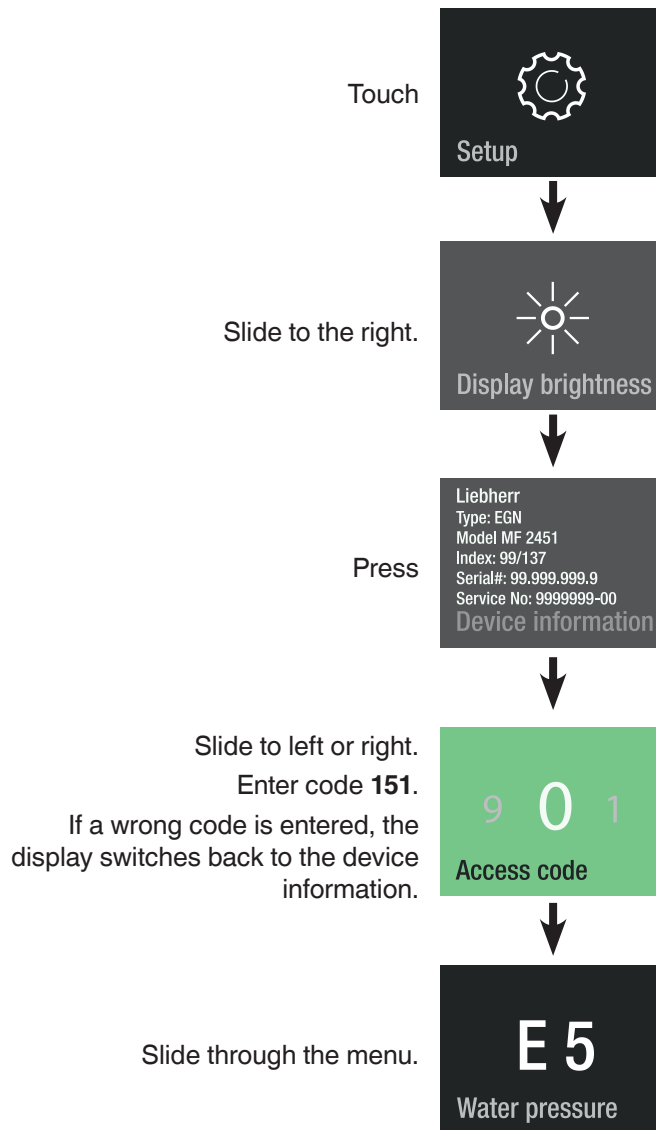 Touch
Setup
Slide to the right.
Display brightness
Press
Liebherr
Type: EGN
Model MF 2451
Index: 99/137
Serial#: 99.999.999.9
Service No: 9999999-00
Device information
Slide to left or right.
Enter code 151.
If a wrong code is entered, the
display switches back to the device
information.
9 0 1
Access code
Slide through the menu.
E 5
Water pressure